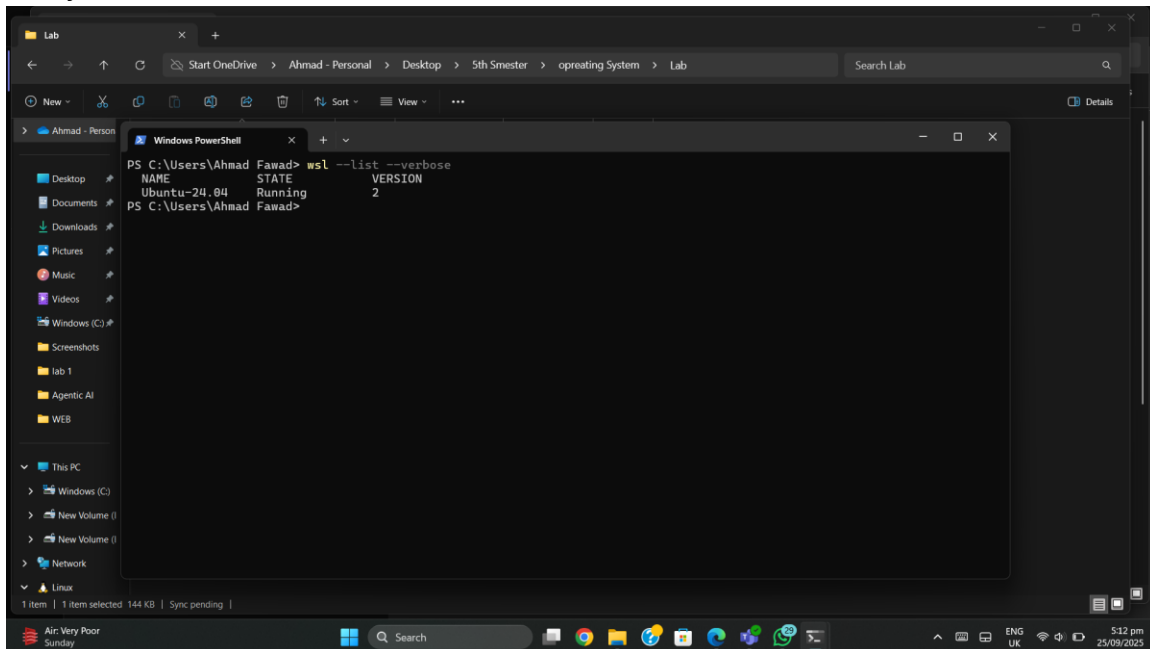 Lab
Start OneDrive > Ahmad - Personal > Desktop > 5th Smester > opreating System > Lab
Search Lab
New
Sort
View
Details
Ahmad - Person
Windows PowerShell
PS C:\Users\Ahmad Fawad> wsl --list --verbose
NAME STATE VERSION
Ubuntu-24.04 Running 2
PS C:\Users\Ahmad Fawad>
Desktop
Documents
Downloads
Pictures
Music
Videos
Windows (C:)
Screenshots
lab 1
Agentic AI
WEB
This PC
Windows (C:)
New Volume (
New Volume (
Network
Linux
1 item | 1 item selected 144 KB | Sync pending |
Air: Very Poor
Sunday
Search
29
ENG
UK
5:12 pm
25/09/2025